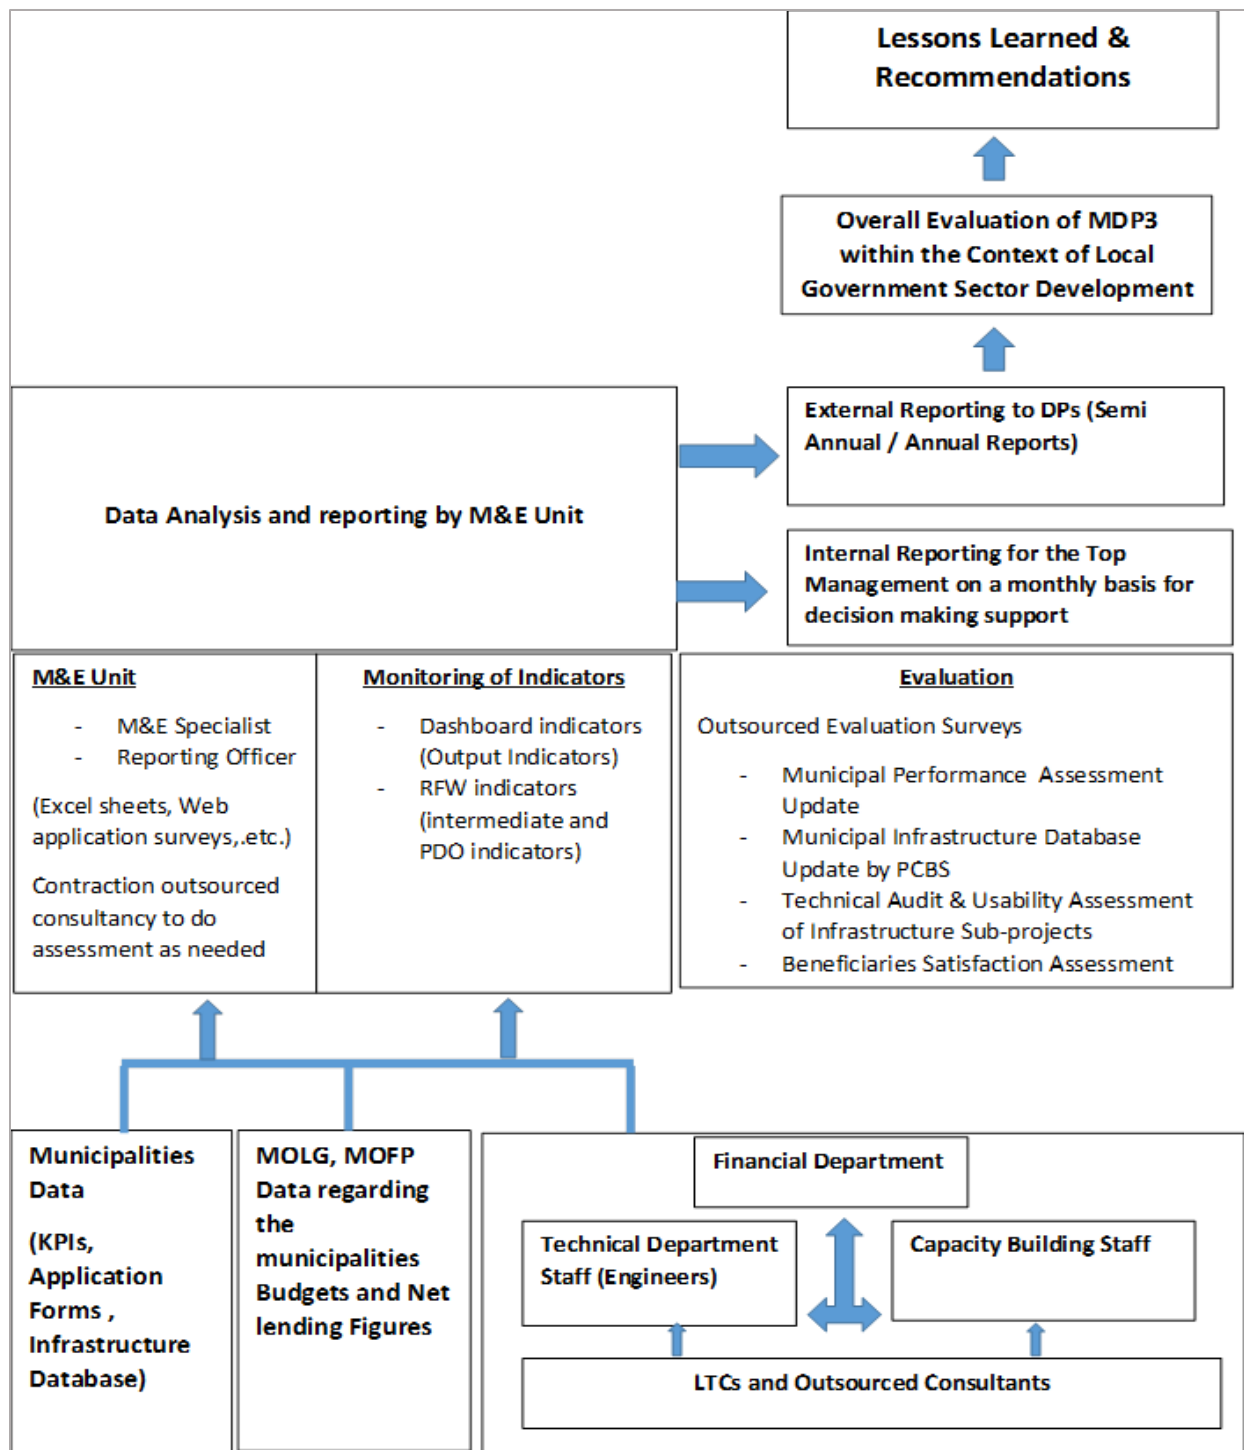 Lessons Learned &
Recommendations
Overall Evaluation of MDP3
within the Context of Local
Government Sector Development
External Reporting to DPs (Semi
Annual / Annual Reports)
Data Analysis and reporting by M&E Unit
Internal Reporting for the Top
Management on a monthly basis for
decision making support
M&E Unit
- M&E Specialist
- Reporting Officer
(Excel sheets, Web
application surveys,.etc.)
Contraction outsourced
consultancy to do
assessment as needed
Monitoring of Indicators
- Dashboard indicators
(Output Indicators)
- RFW indicators
(intermediate and
PDO indicators)
Evaluation
Outsourced Evaluation Surveys
- Municipal Performance Assessment
Update
- Municipal Infrastructure Database
Update by PCBS
- Technical Audit & Usability Assessment
of Infrastructure Sub-projects
- Beneficiaries Satisfaction Assessment
Municipalities
Data
(KPIs,
Application
Forms ,
Infrastructure
Database)
MOLG, MOFP
Data regarding
the
municipalities
Budgets and Net
lending Figures
Financial Department
Technical Department
Staff (Engineers)
Capacity Building Staff
LTCs and Outsourced Consultants